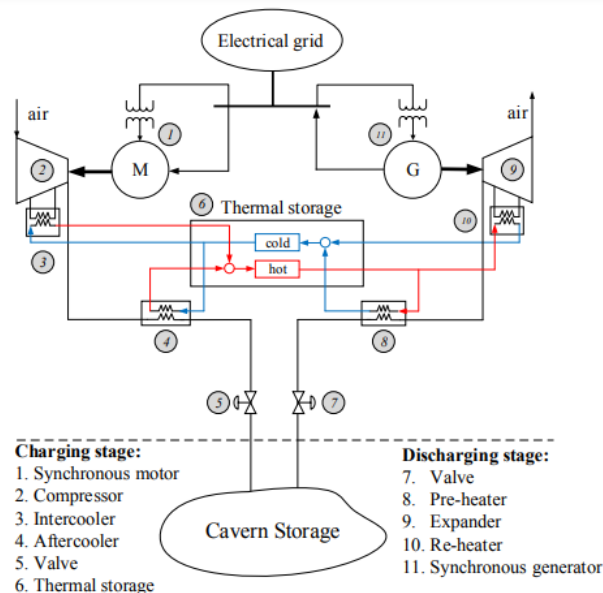 Electrical grid
air
air
1
11
2
M
G
9
6
Thermal storage
10
cold
3
hot
4
8
5
7
Charging stage:
1. Synchronous motor
2. Compressor
3. Intercooler
4. Aftercooler
5. Valve
6. Thermal storage
Cavern Storage
Discharging stage:
7. Valve
8. Pre-heater
9. Expander
10. Re-heater
11. Synchronous generator